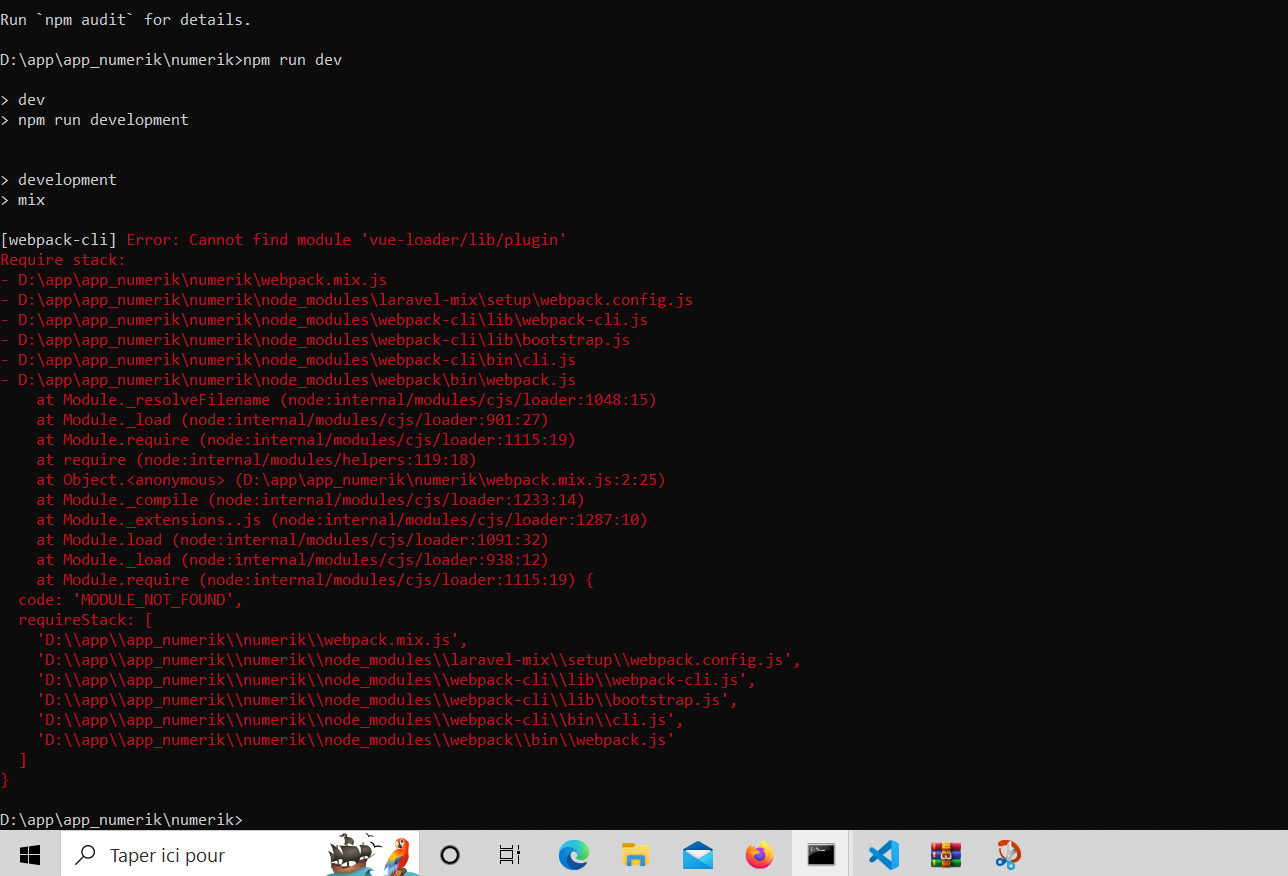 Run `npm audit` for details.
D:\app\app_numerik\numerik>npm run dev
> dev
> npm run development
> development
> mix
[webpack-cli] Error: Cannot find module 'vue-loader/lib/plugin'
Require stack:
- D:\app\app_numerik\numerik\webpack.mix.js
- D:\app\app_numerik\numerik\node_modules\laravel-mix\setup\webpack.config.js
- D:\app\app_numerik\numerik\node_modules\webpack-cli\lib\webpack-cli.js
- D:\app\app_numerik\numerik\node_modules\webpack-cli\lib\bootstrap.js
- D:\app\app_numerik\numerik\node_modules\webpack-cli\bin\cli.js
- D:\app\app_numerik\numerik\node_modules\webpack\bin\webpack.js
    at Module._resolveFilename (node:internal/modules/cjs/loader:1048:15)
    at Module._load (node:internal/modules/cjs/loader:901:27)
    at Module.require (node:internal/modules/cjs/loader:1115:19)
    at require (node:internal/modules/helpers:119:18)
    at Object.<anonymous> (D:\app\app_numerik\numerik\webpack.mix.js:2:25)
    at Module._compile (node:internal/modules/cjs/loader:1233:14)
    at Module._extensions..js (node:internal/modules/cjs/loader:1287:10)
    at Module.load (node:internal/modules/cjs/loader:1091:32)
    at Module._load (node:internal/modules/cjs/loader:938:12)
    at Module.require (node:internal/modules/cjs/loader:1115:19) {
  code: 'MODULE_NOT_FOUND',
  requireStack: [
    'D:\\app\\app_numerik\\numerik\\webpack.mix.js',
    'D:\\app\\app_numerik\\numerik\\node_modules\\laravel-mix\\setup\\webpack.config.js',
    'D:\\app\\app_numerik\\numerik\\node_modules\\webpack-cli\\lib\\webpack-cli.js',
    'D:\\app\\app_numerik\\numerik\\node_modules\\webpack-cli\\lib\\bootstrap.js',
    'D:\\app\\app_numerik\\numerik\\node_modules\\webpack-cli\\bin\\cli.js',
    'D:\\app\\app_numerik\\numerik\\node_modules\\webpack\\bin\\webpack.js'
  ]
}
D:\app\app_numerik\numerik>
Taper ici pour